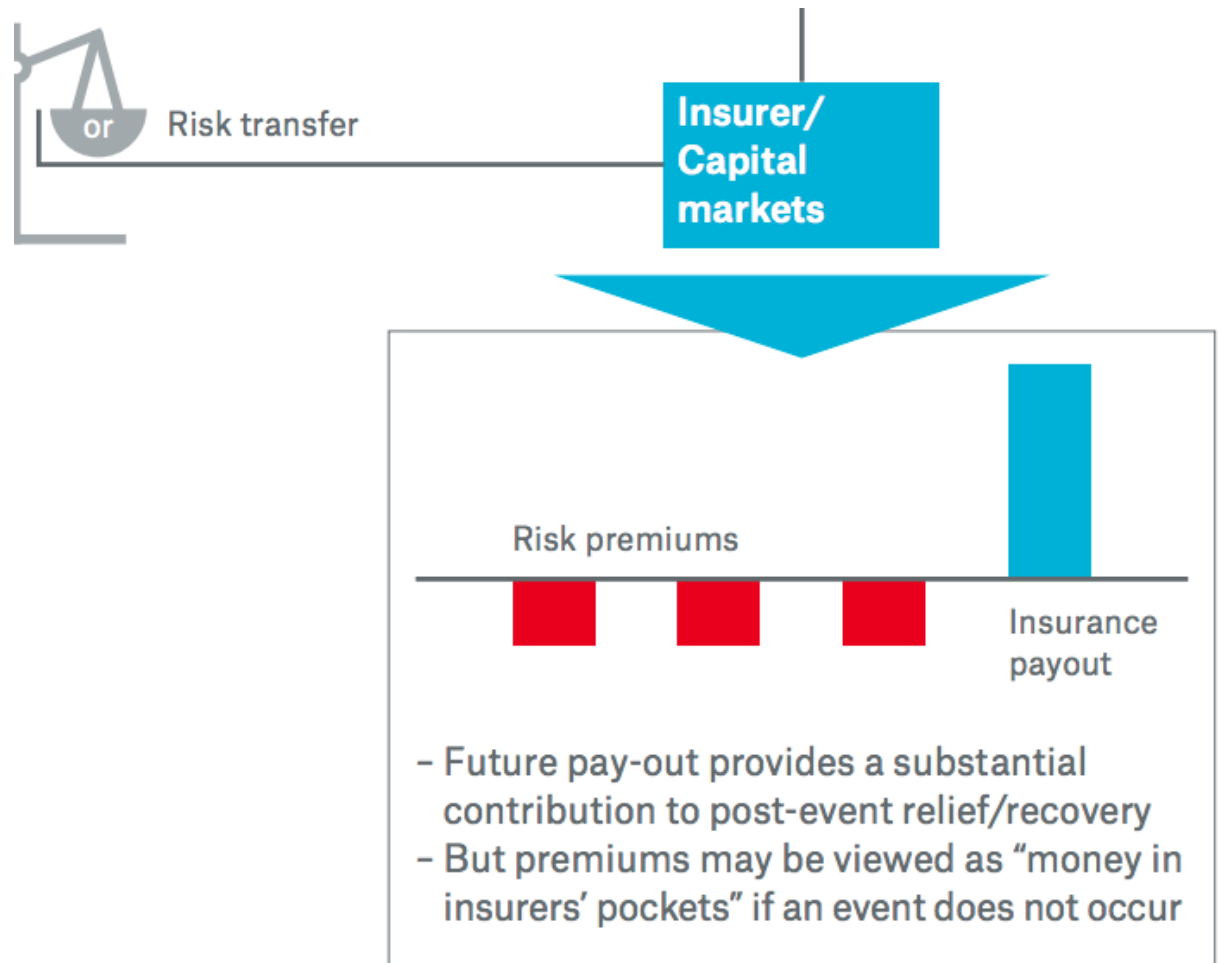 or
Risk transfer
Insurer/
Capital
markets
Risk premiums
Insurance
payout
– Future pay-out provides a substantial
contribution to post-event relief/recovery
– But premiums may be viewed as “money in
insurers’ pockets” if an event does not occur